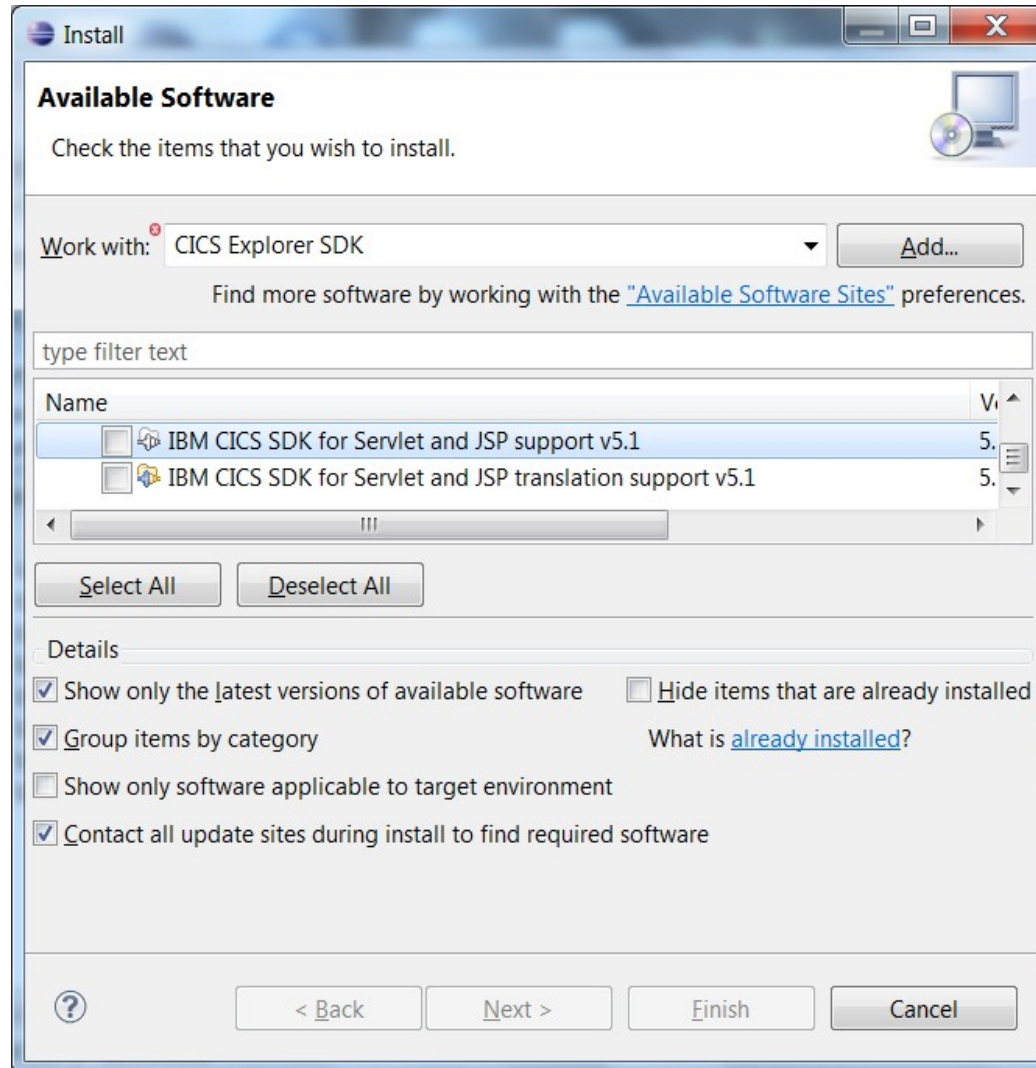 Install
Available Software
Check the items that you wish to install.
Work with: CICS Explorer SDK Add...
Find more software by working with the "Available Software Sites" preferences.
type filter text
Name
IBM CICS SDK for Servlet and JSP support v5.1 5.
IBM CICS SDK for Servlet and JSP translation support v5.1 5.
Select All Deselect All
Details
Show only the latest versions of available software Hide items that are already installed
Group items by category What is already installed?
Show only software applicable to target environment
Contact all update sites during install to find required software
? < Back Next > Finish Cancel